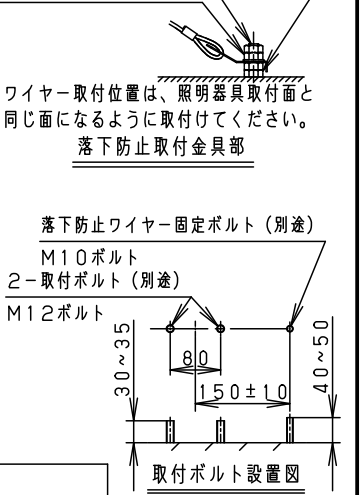 ワイヤー取付位置は、照明器具取付面と
同じ面になるように取付けてください。
落下防止取付金具部
落下防止ワイヤー固定ボルト（別途）
M10ボルト
2－取付ボルト（別途）
M12ボルト
80
150±10
30~35
40~50
取付ボルト設置図